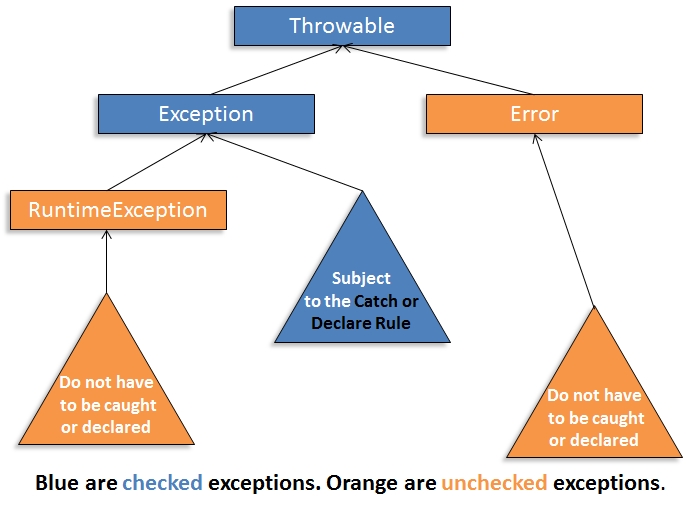 Throwable
Exception
Error
RuntimeException
Subject
to the Catch or
Declare Rule
Do not have
to be caught
or declared
Do not have
to be caught
or declared
Blue are checked exceptions. Orange are unchecked exceptions.